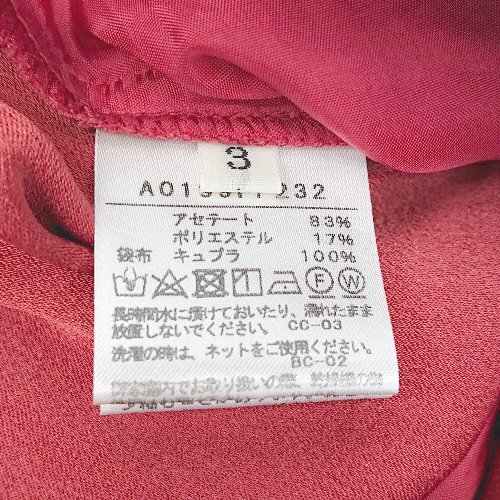 3
232
アセテート 83%
ポリエステル 17%
袋布 キュプラ 100%
F W
長時間水に漬けておいたり、濡れたまま
放置しないでください。 CC-03
洗濯の時は、ネットをご使用ください。
BC-02